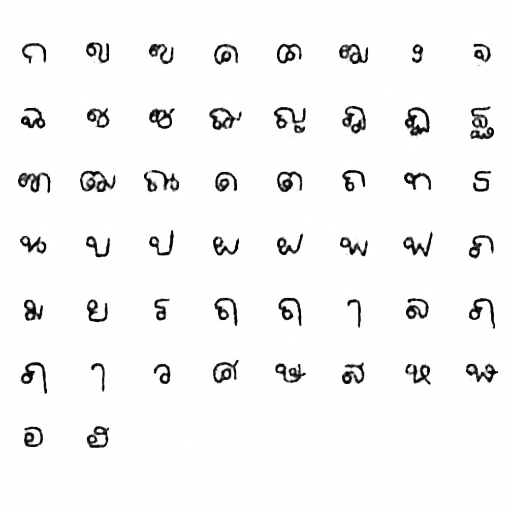 ก ข ฃ ค ฅ ฆ ง จ
ฉ ช ซ ฌ ญ ฎ ฏ ฐ
ฑ ฒ ณ ด ต ถ ท ธ
น บ ป ผ ฝ พ ฟ ภ
ม ย ร ฤ ฤ ๅ ล ฦ
ฦ ๅ ว ศ ษ ส ห ฬ
อ ฮ